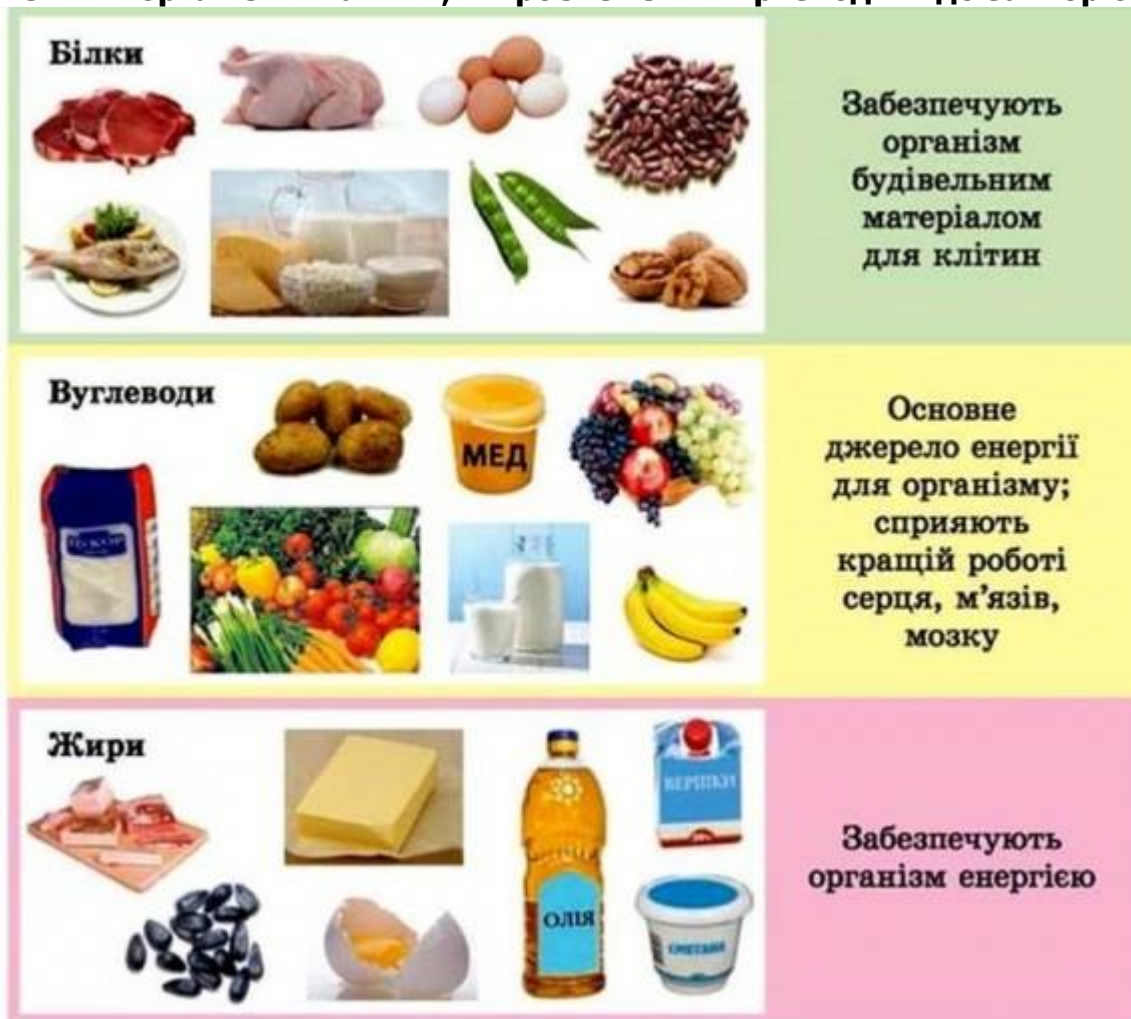 Білки
Забезпечують
організм
будівельним
матеріалом
для клітин
Вуглеводи
МЕД
ЦУКОР
Основне
джерело енергії
для організму;
сприяють
кращій роботі
серця, м’язів,
мозку
Жири
ВЕРШКИ
ОЛІЯ
СМЕТАНА
Забезпечують
організм енергією